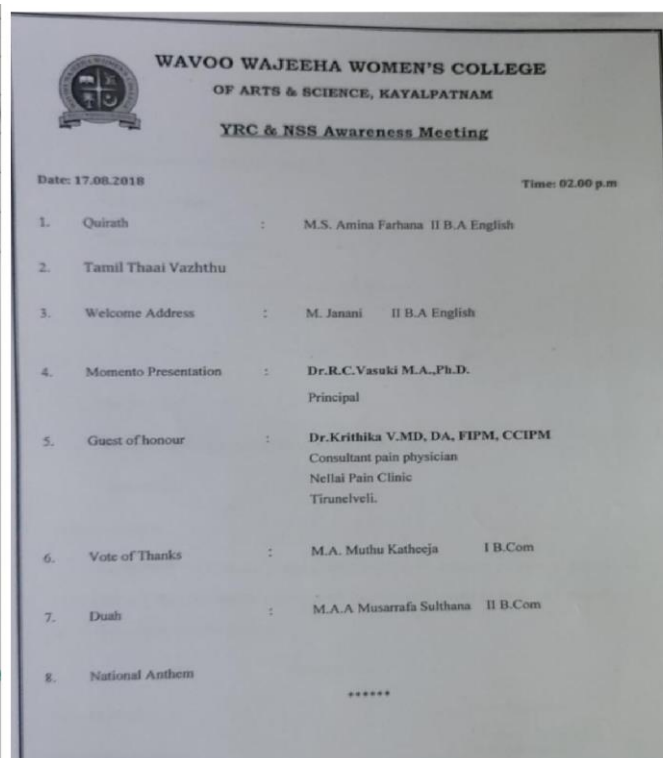 WAVOO WAJEEHA WOMEN'S COLLEGE
OF ARTS & SCIENCE, KAYALPATNAM
YRC & NSS Awareness Meeting
Date: 17.08.2018 Time: 02.00 p.m
1. Quirath : M.S. Amina Farhana II B.A English
2. Tamil Thaai Vazhthu
3. Welcome Address : M. Janani II B.A English
4. Momento Presentation : Dr.R.C.Vasuki M.A.,Ph.D.
Principal
5. Guest of honour : Dr.Krithika V.MD, DA, FIPM, CCIPM
Consultant pain physician
Nellai Pain Clinic
Tirunelveli.
6. Vote of Thanks : M.A. Muthu Katheeja I B.Com
7. Duah : M.A.A Musarrafa Sulthana II B.Com
8. National Anthem
******